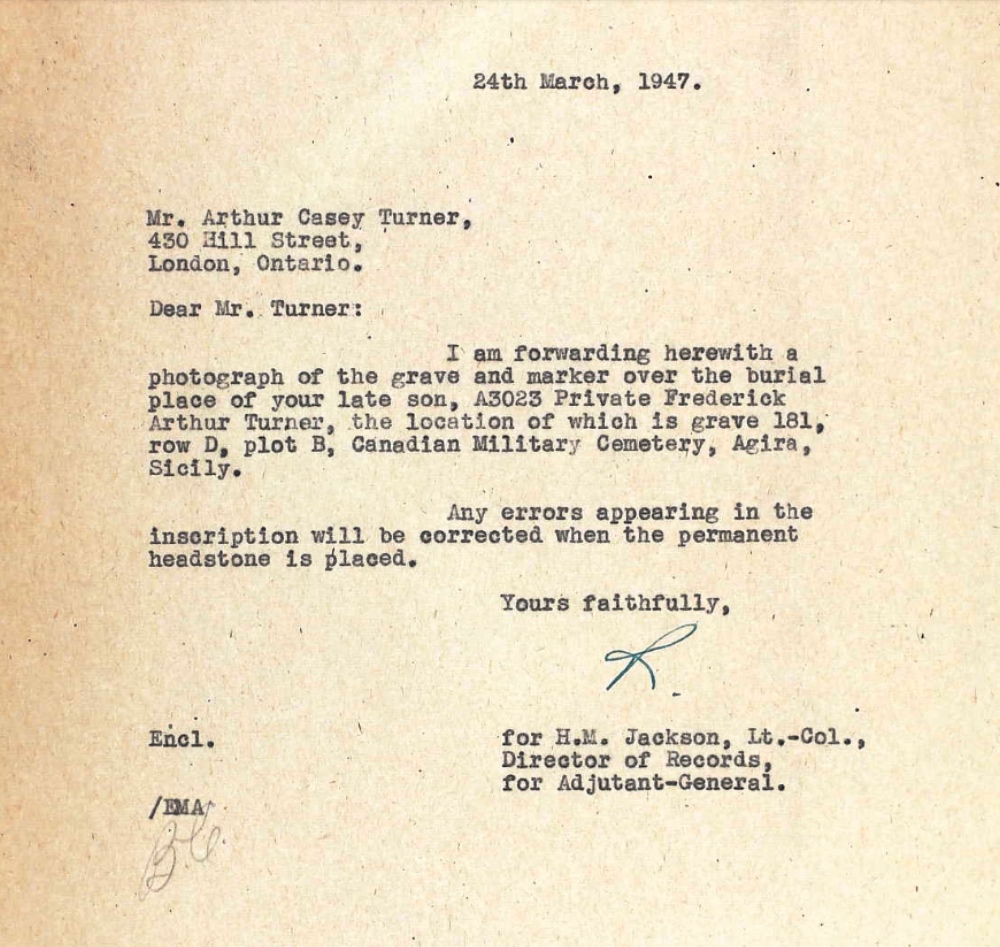 24th March, 1947.
Mr. Arthur Casey Turner,
430 Hill Street,
London, Ontario.
Dear Mr. Turner:
I am forwarding herewith a
photograph of the grave and marker over the burial
place of your late son, A3023 Private Frederick
Arthur Turner, the location of which is grave 181,
row D, plot B, Canadian Military Cemetery, Agira,
Sicily.
Any errors appearing in the
inscription will be corrected when the permanent
headstone is placed.
Yours faithfully,
R.
Encl.
for H.M. Jackson, Lt.-Col.,
Director of Records,
for Adjutant-General.
/EMA